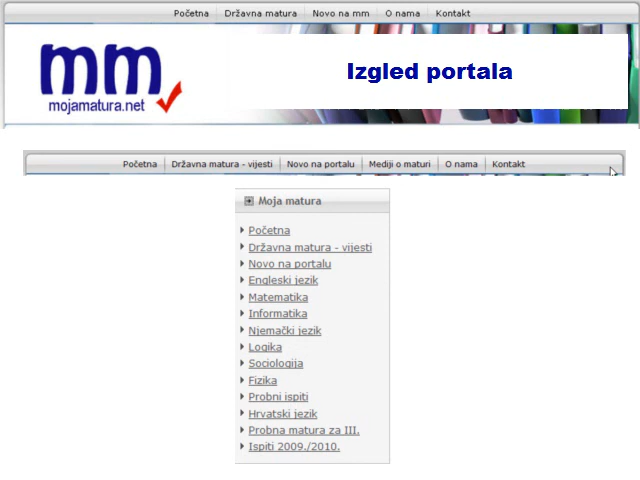 Početna Državna matura Novo na mm O nama Kontakt
mm
mojamatura.net
Izgled portala
Početna Državna matura - vijesti Novo na portalu Mediji o maturi O nama Kontakt
Moja matura
Početna
Državna matura - vijesti
Novo na portalu
Engleski jezik
Matematika
Informatika
Njemački jezik
Logika
Sociologija
Fizika
Probni ispiti
Hrvatski jezik
Probna matura za III.
Ispiti 2009./2010.